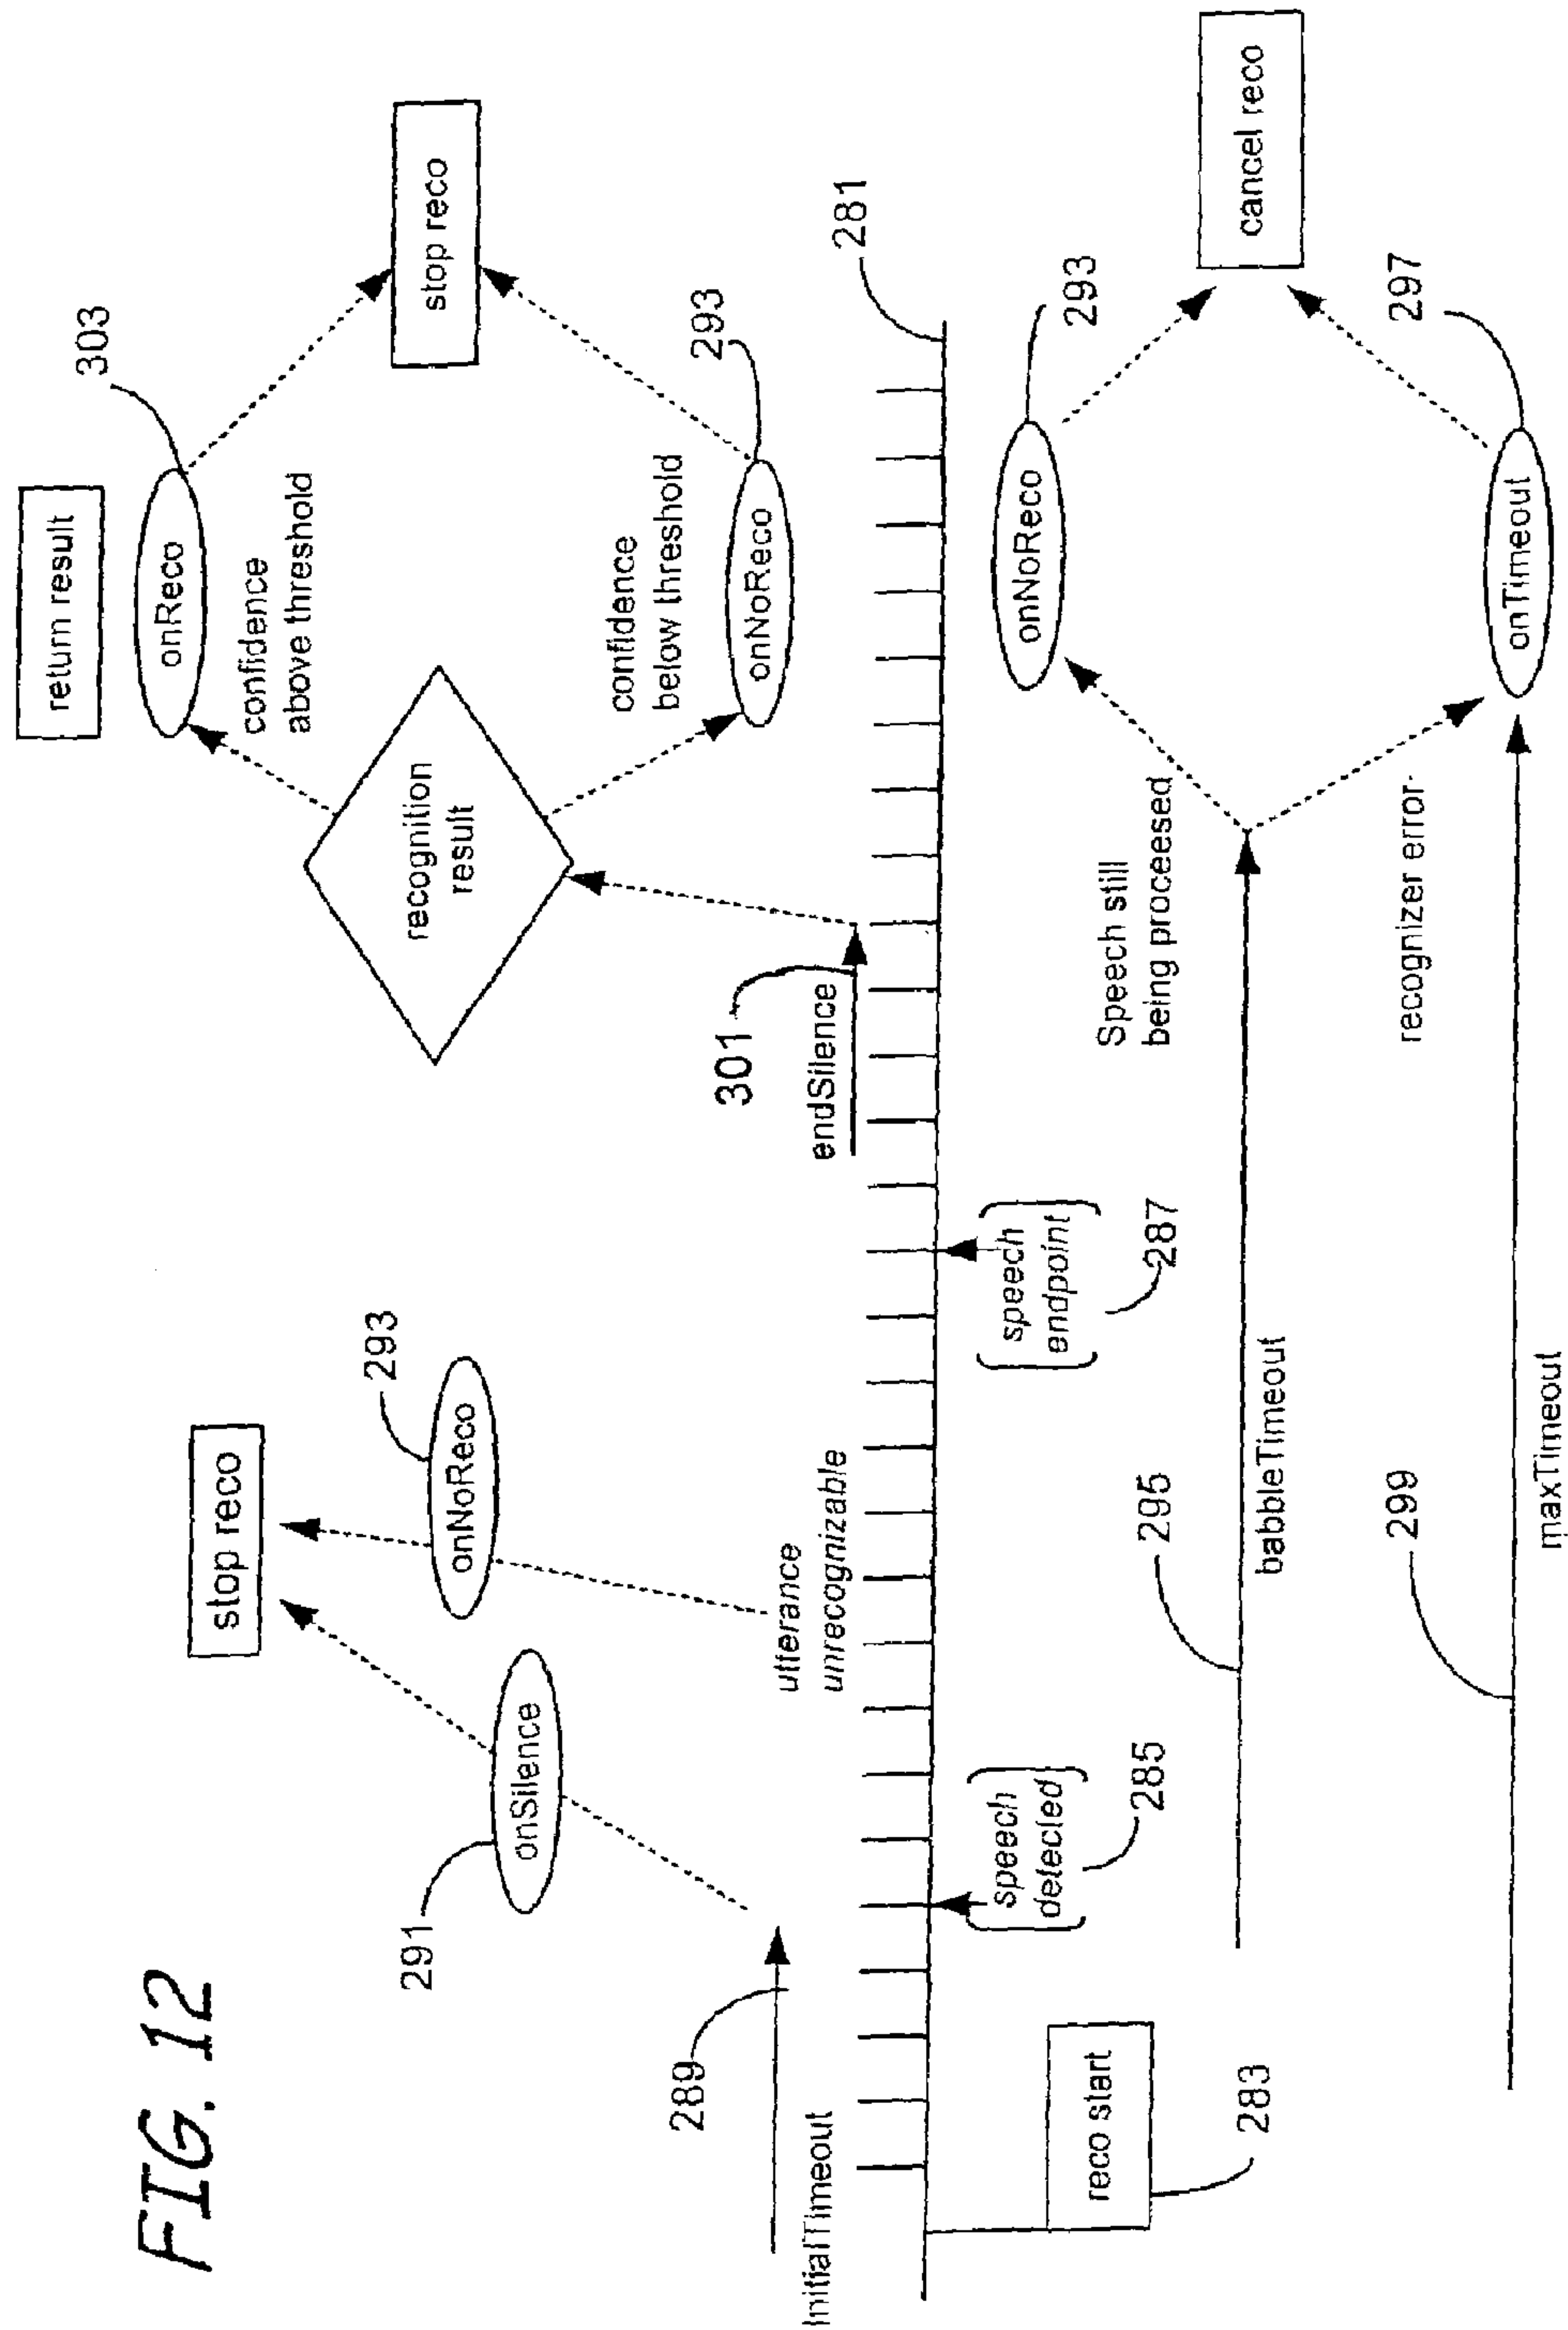 FIG. 12
return result
303
onReco
confidence
above threshold
stop reco
recognition
result
confidence
below threshold
293
onNoReco
stop reco
293
onNoReco
291
onSilence
utterance
unrecognizable
289
InitialTimeout
301
endSilence
281
reco start
283
speech
detected
285
speech
endpoint
287
Speech still
being proceesed
onNoReco
293
cancel reco
295
babbleTimeout
recognizer error
onTimeout
297
299
maxTimeout